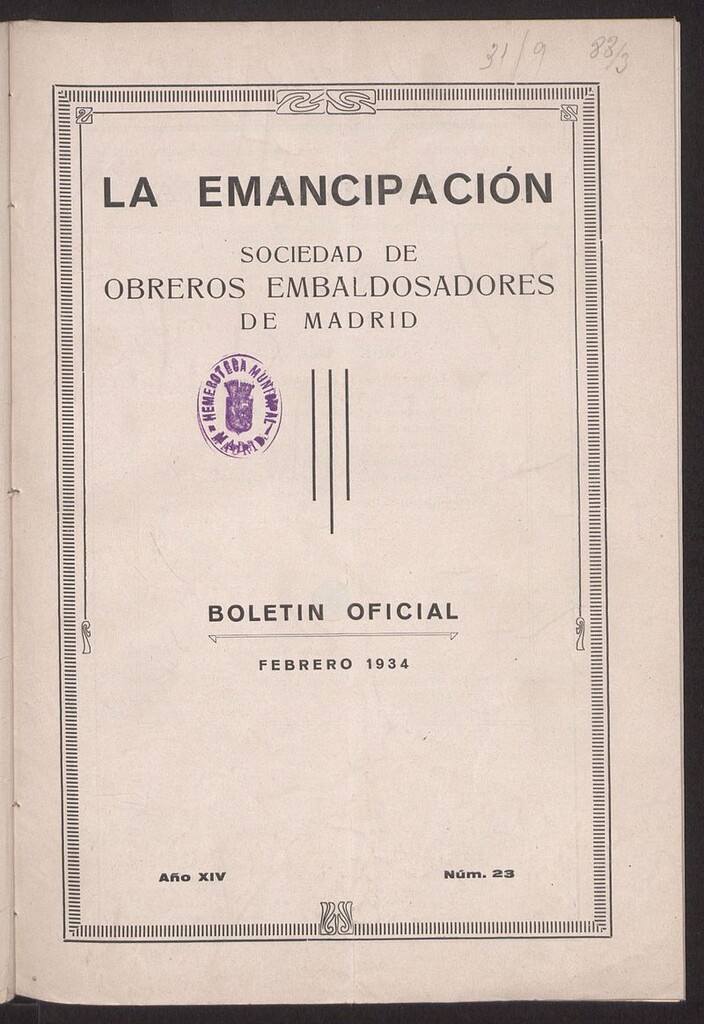 31/9 88/3
LA EMANCIPACIÓN
SOCIEDAD DE
OBREROS EMBALDOSADORES
DE MADRID
HEMEROTECA MUNICIPAL
MADRID
BOLETIN OFICIAL
FEBRERO 1934
Año XIV Núm. 23